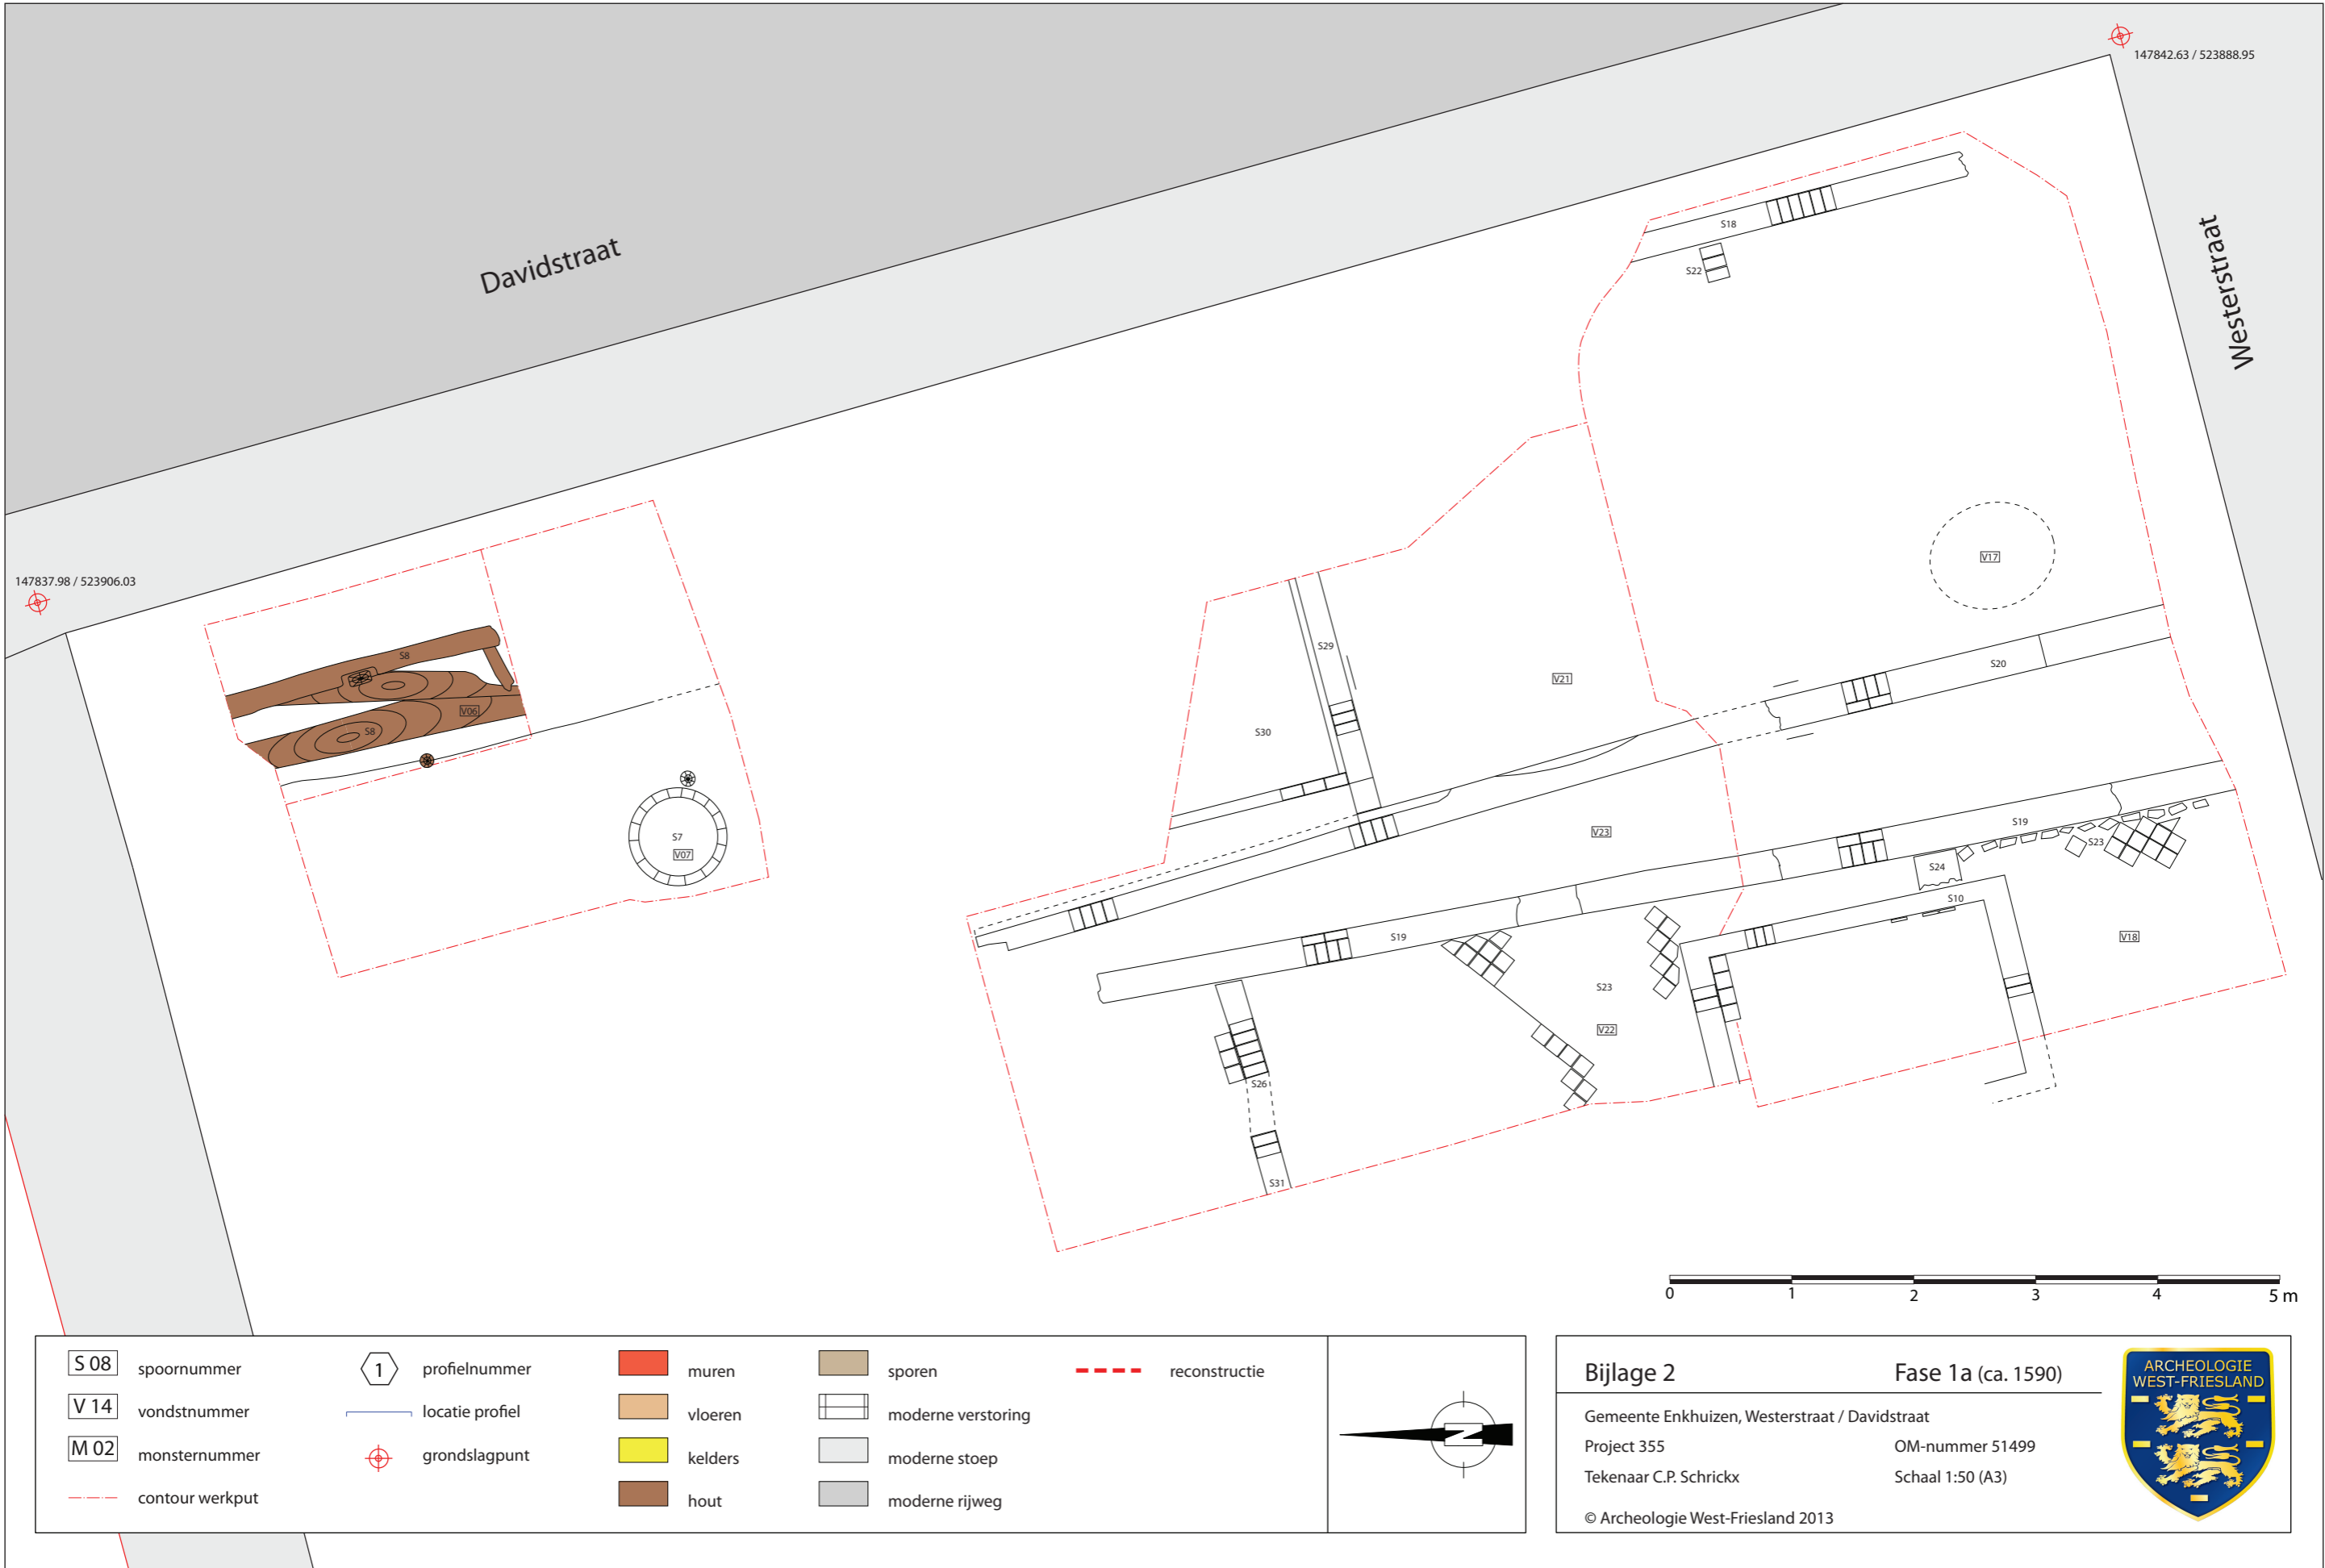 147842.63 / 523888.95
Westerstraat
Davidstraat
S18
S22
147837.98 / 523906.03
V17
S8
V06
S8
S29
V21
S20
S30
S7
V07
V23
S19
S23
S24
S10
S19
V18
S23
V22
S26
S31
0 1 2 3 4 5 m
S 08 spoornummer
V 14 vondstnummer
M 02 monsternummer
contour werkput
1 profielnummer
locatie profiel
grondslagpunt
muren
vloeren
kelders
hout
sporen
moderne verstoring
moderne stoep
moderne rijweg
reconstructie
N
Bijlage 2 Fase 1a (ca. 1590)
Gemeente Enkhuizen, Westerstraat / Davidstraat
Project 355 OM-nummer 51499
Tekenaar C.P. Schrickx Schaal 1:50 (A3)
© Archeologie West-Friesland 2013
ARCHEOLOGIE
WEST-FRIESLAND